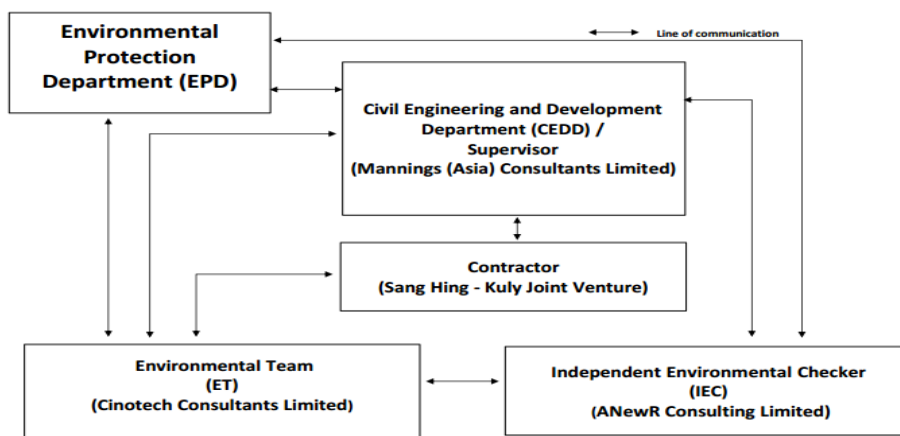 Environmental
Protection
Department (EPD)
Line of communication
Civil Engineering and Development
Department (CEDD) /
Supervisor
(Mannings (Asia) Consultants Limited)
Contractor
(Sang Hing - Kuly Joint Venture)
Environmental Team
(ET)
(Cinotech Consultants Limited)
Independent Environmental Checker
(IEC)
(ANewR Consulting Limited)